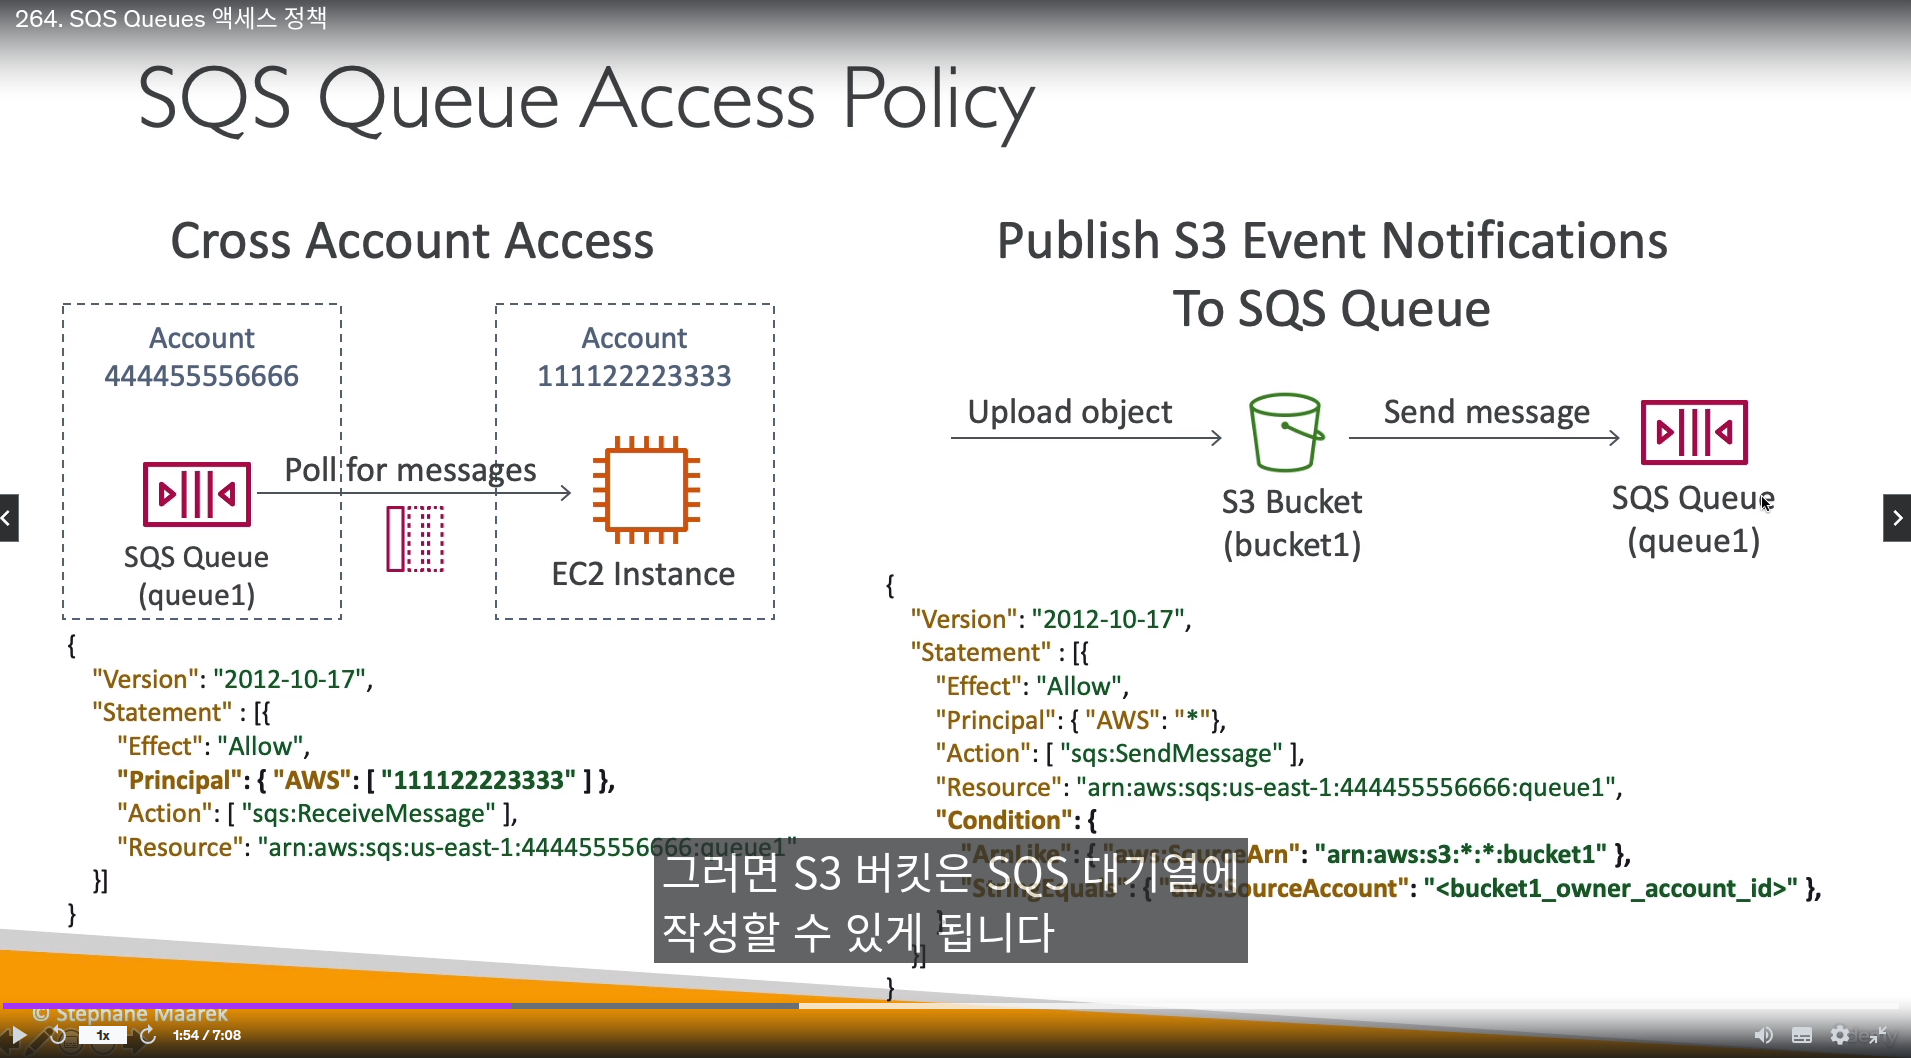 264. SQS Queues 액세스 정책
SQS Queue Access Policy
Cross Account Access
Account
444455556666
Account
111122223333
Poll for messages
SQS Queue
(queue1)
EC2 Instance
{
"Version": "2012-10-17",
"Statement" : [{
"Effect": "Allow",
"Principal": { "AWS": [ "111122223333" ] },
"Action": [ "sqs:ReceiveMessage" ],
"Resource": "arn:aws:sqs:us-east-1:444455556666:queue1"
}]
}
Publish S3 Event Notifications
To SQS Queue
Upload object
Send message
S3 Bucket
(bucket1)
SQS Queue
(queue1)
{
"Version": "2012-10-17",
"Statement" : [{
"Effect": "Allow",
"Principal": { "AWS": "*"},
"Action": [ "sqs:SendMessage" ],
"Resource": "arn:aws:sqs:us-east-1:444455556666:queue1",
"Condition": {
"ArnLike": { "aws:SourceArn": "arn:aws:s3:*:*:bucket1" },
"StringEquals": { "aws:SourceAccount": "<bucket1_owner_account_id>" },
}
}]
}
그러면 S3 버킷은 SQS 대기열에
작성할 수 있게 됩니다
© Stephane Maarek
1x
1:54 / 7:08